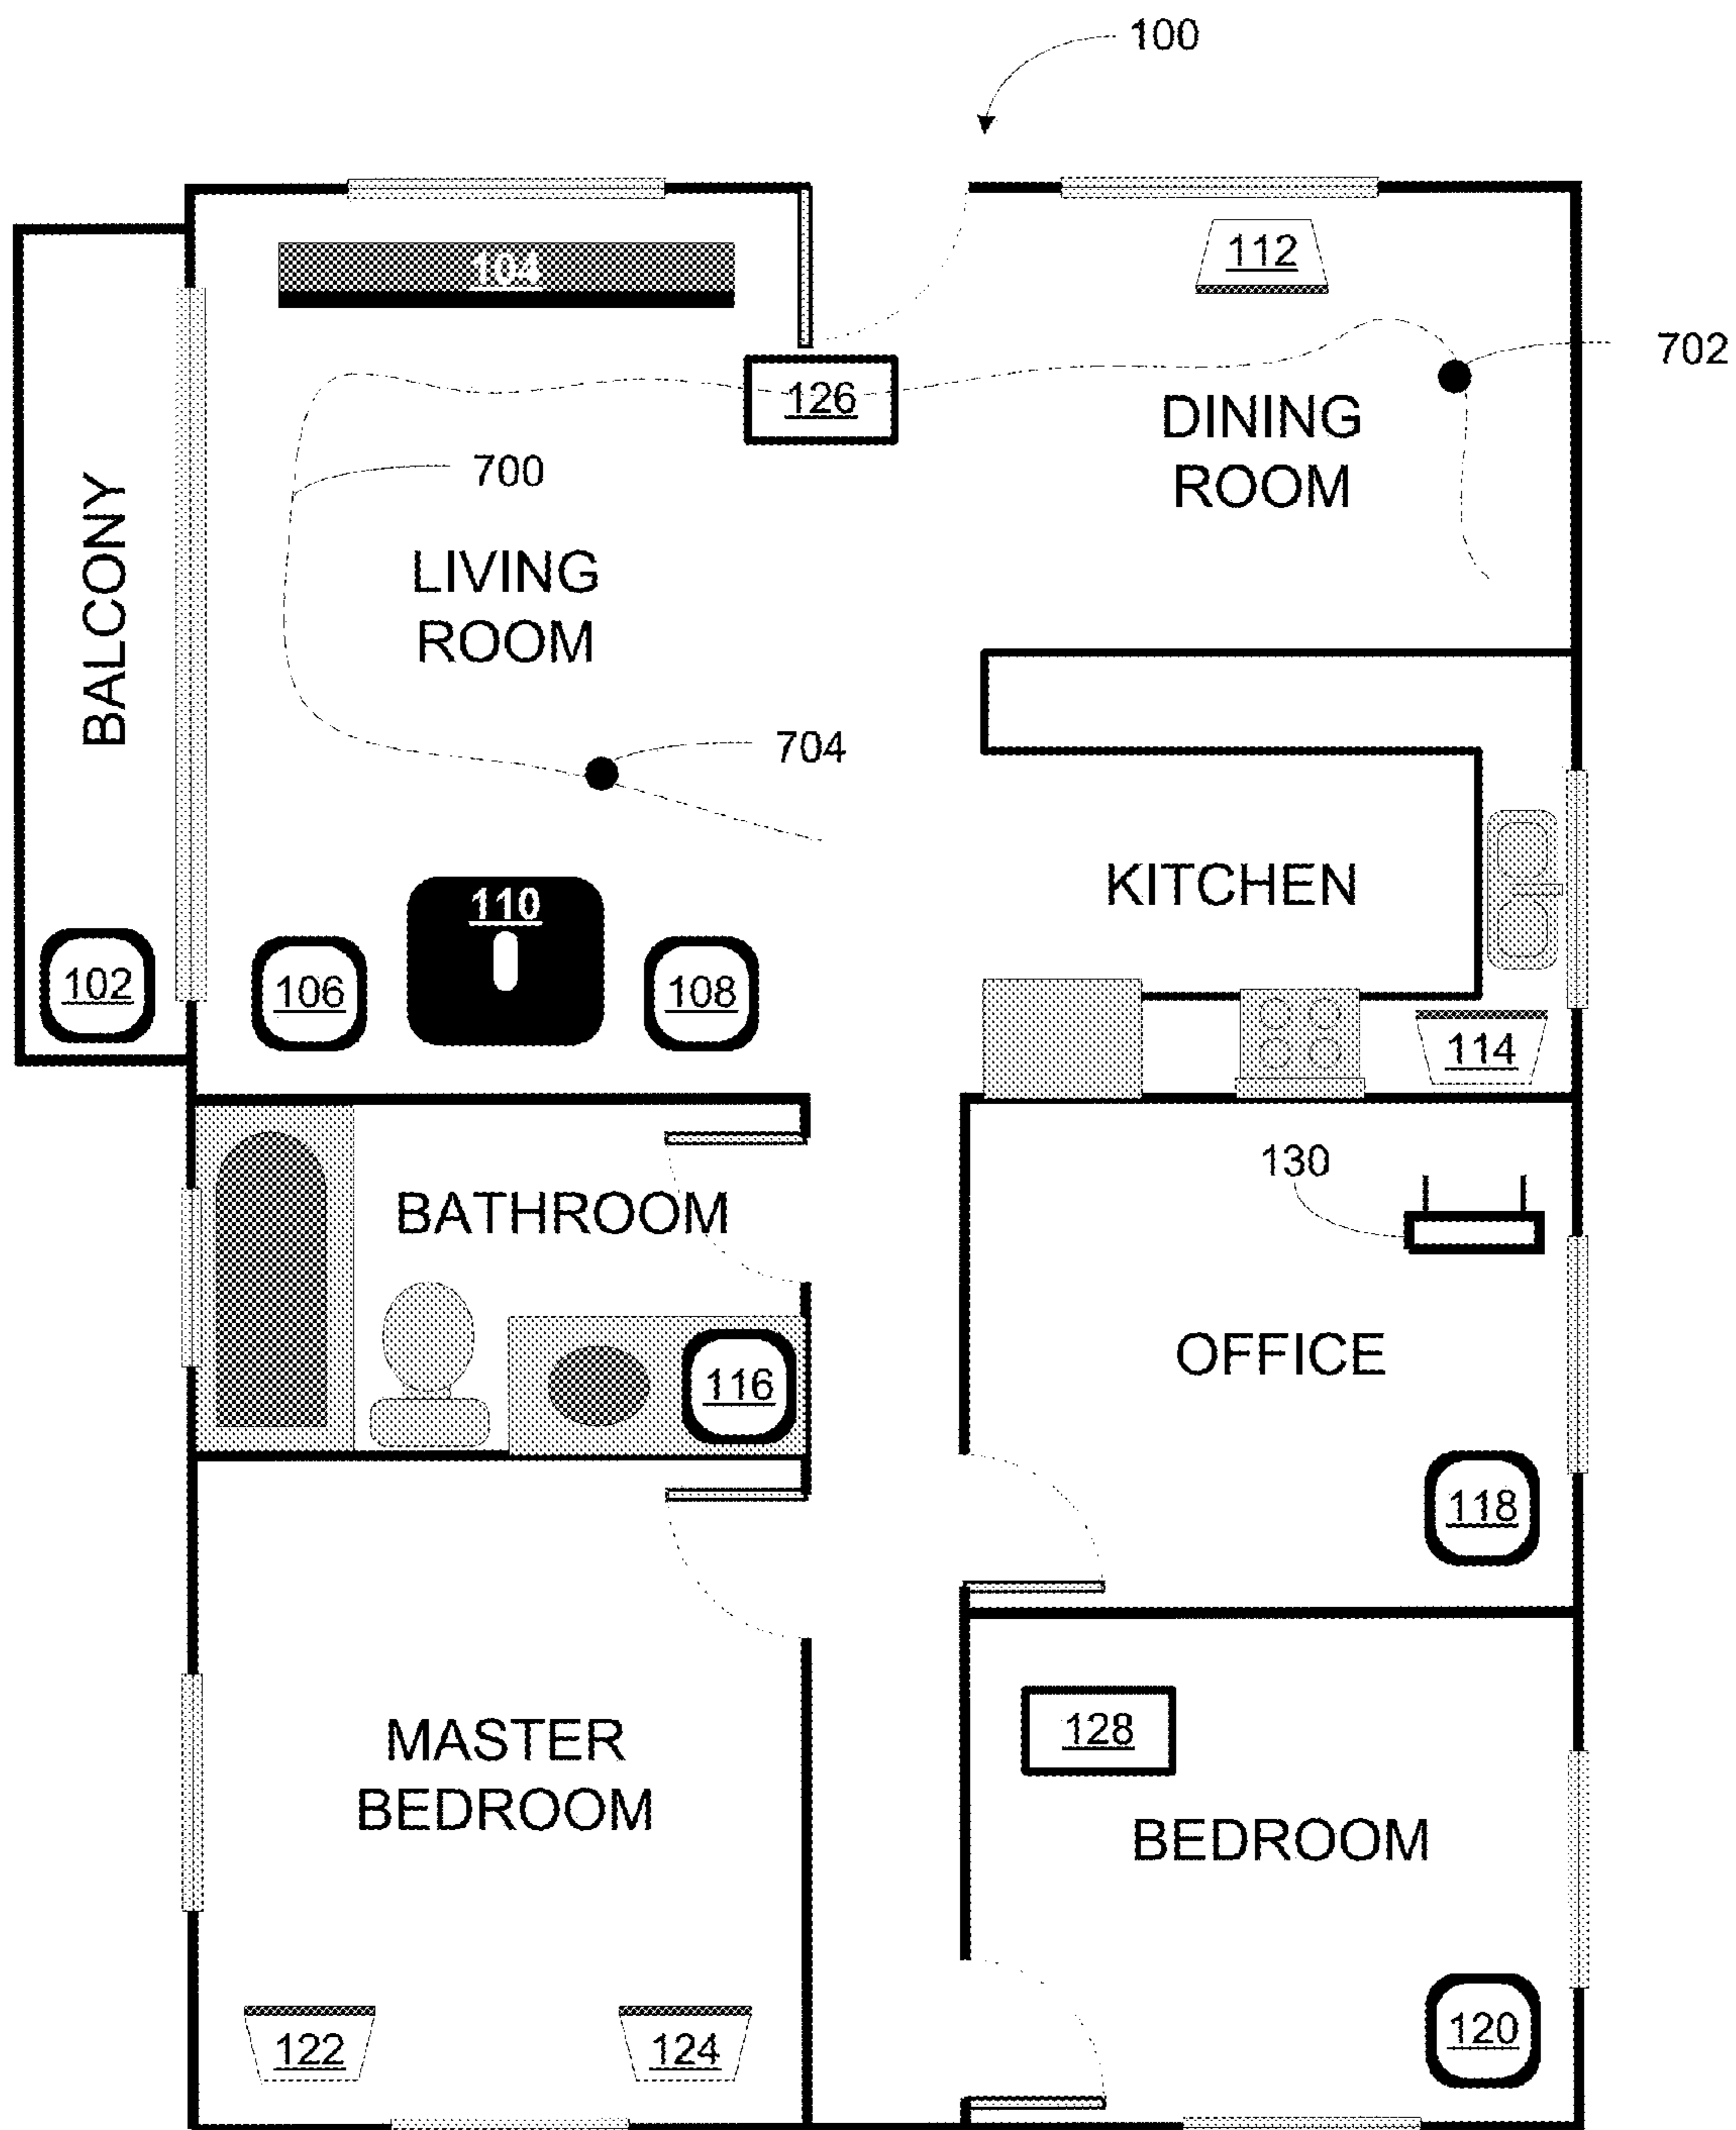 100
104
112
702
126
DINING
ROOM
700
BALCONY
LIVING
ROOM
704
KITCHEN
110
102
106
108
114
130
BATHROOM
OFFICE
116
118
128
MASTER
BEDROOM
BEDROOM
122
124
120